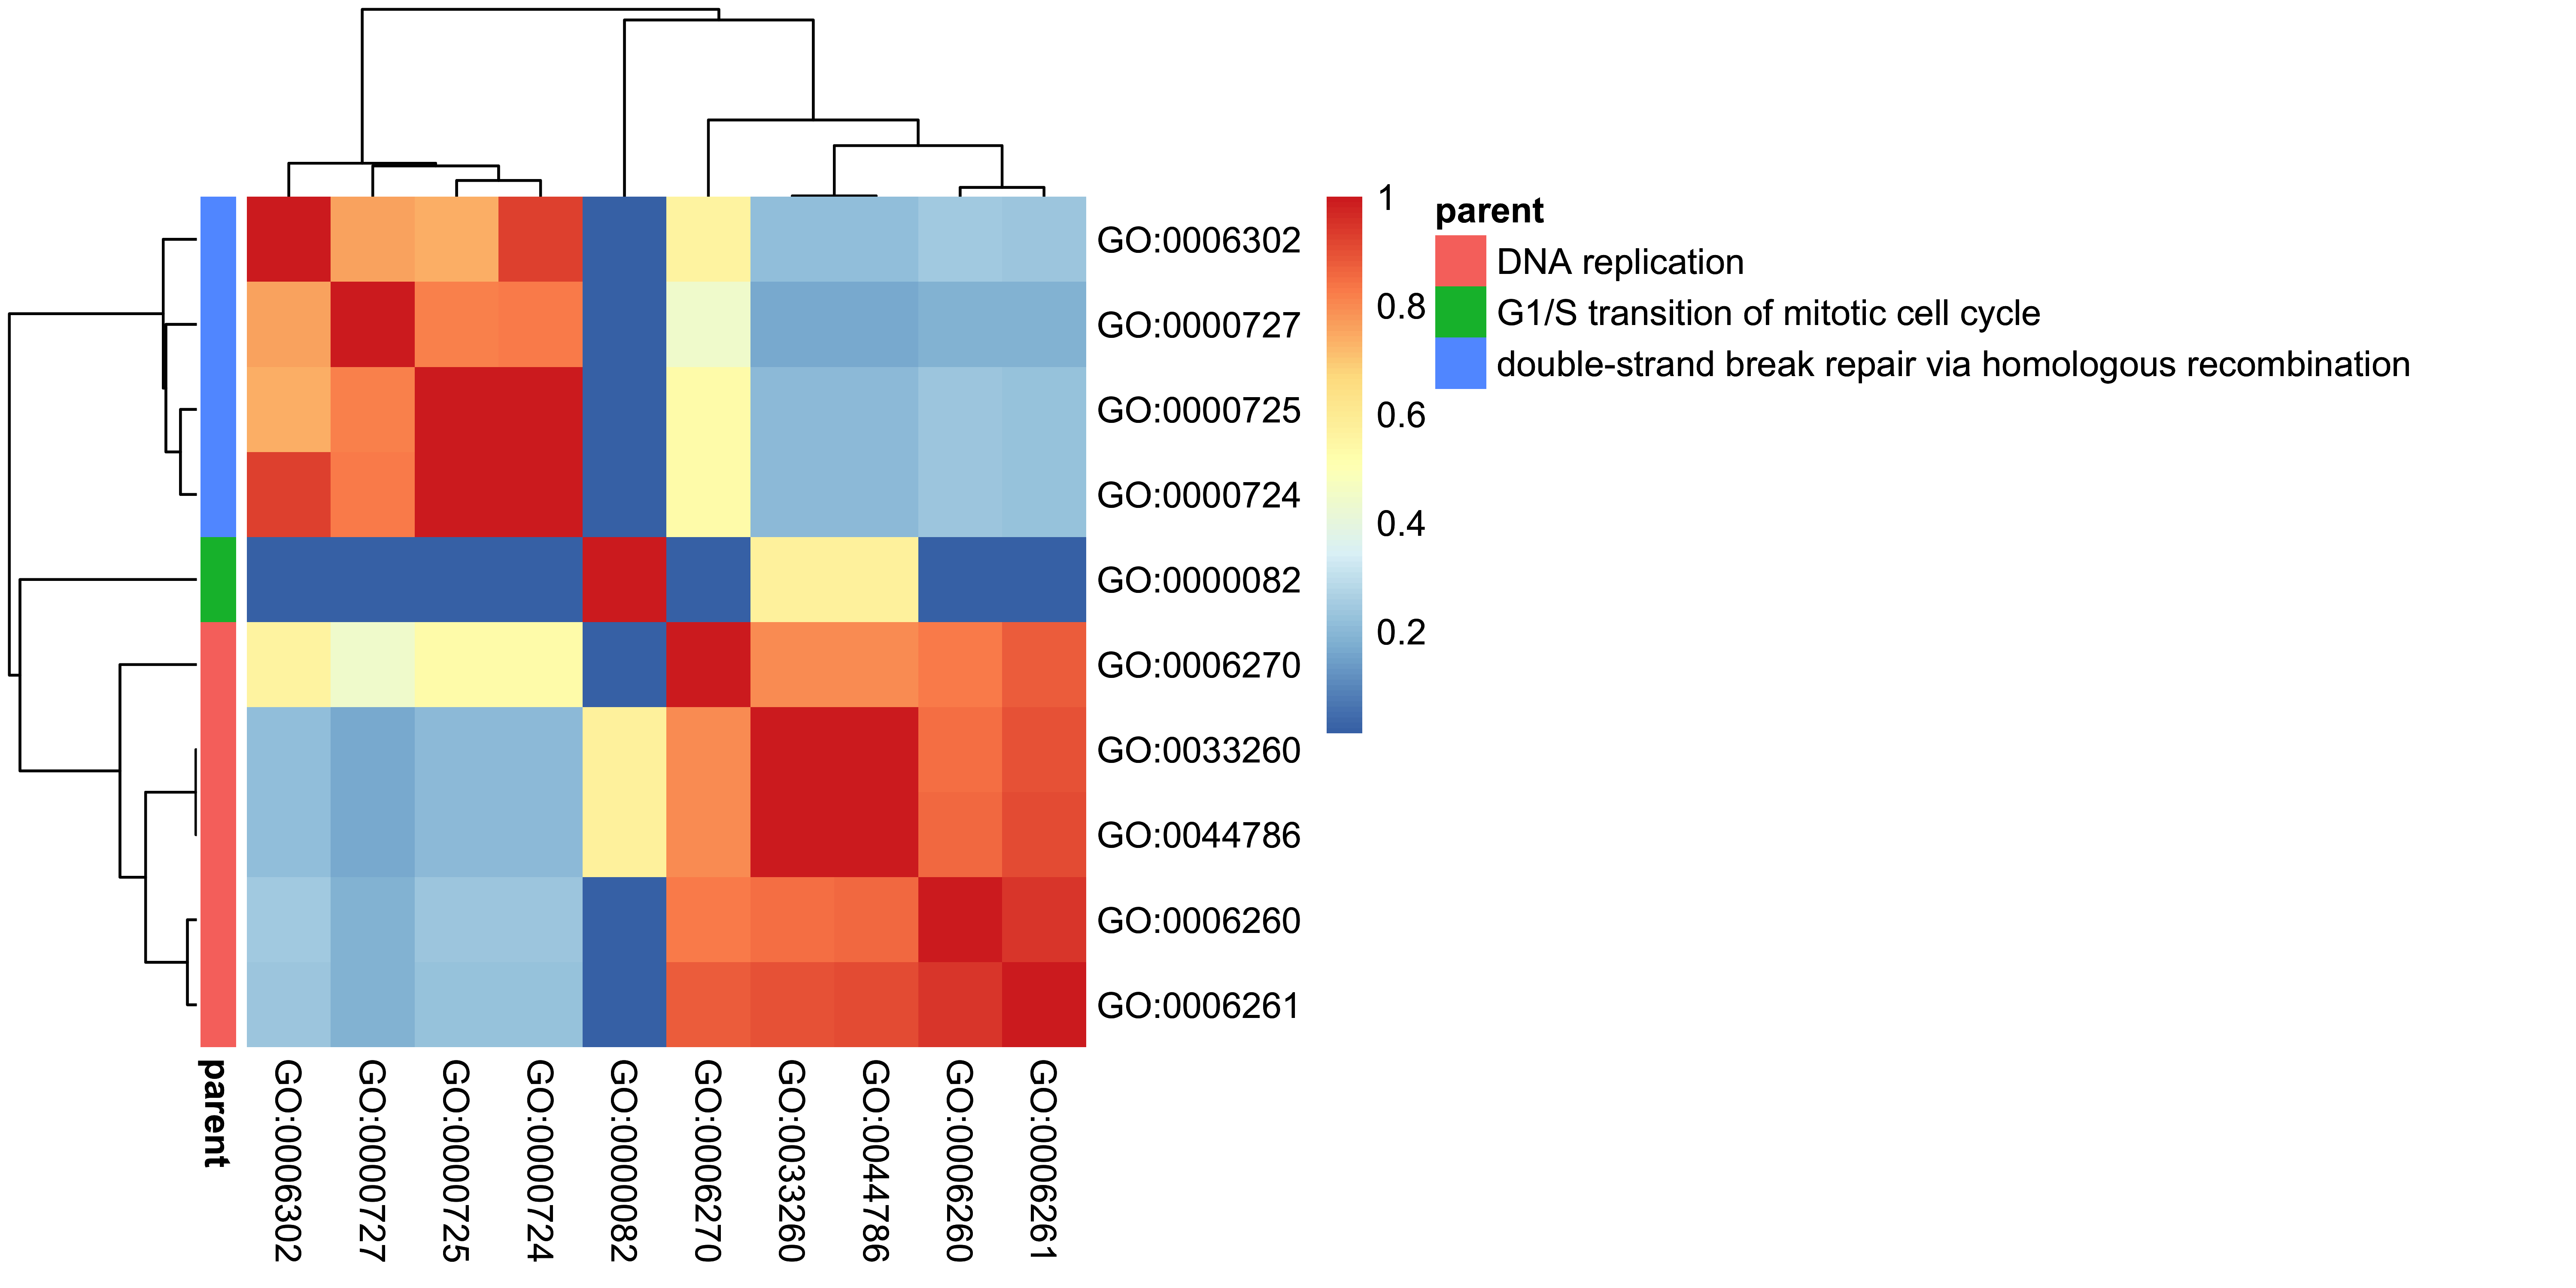 GO:0006302
GO:0000727
GO:0000725
GO:0000724
GO:0000082
GO:0006270
GO:0033260
GO:0044786
GO:0006260
GO:0006261
1
0.8
0.6
0.4
0.2
parent
DNA replication
G1/S transition of mitotic cell cycle
double-strand break repair via homologous recombination
parent
GO:0006302
GO:0000727
GO:0000725
GO:0000724
GO:0000082
GO:0006270
GO:0033260
GO:0044786
GO:0006260
GO:0006261